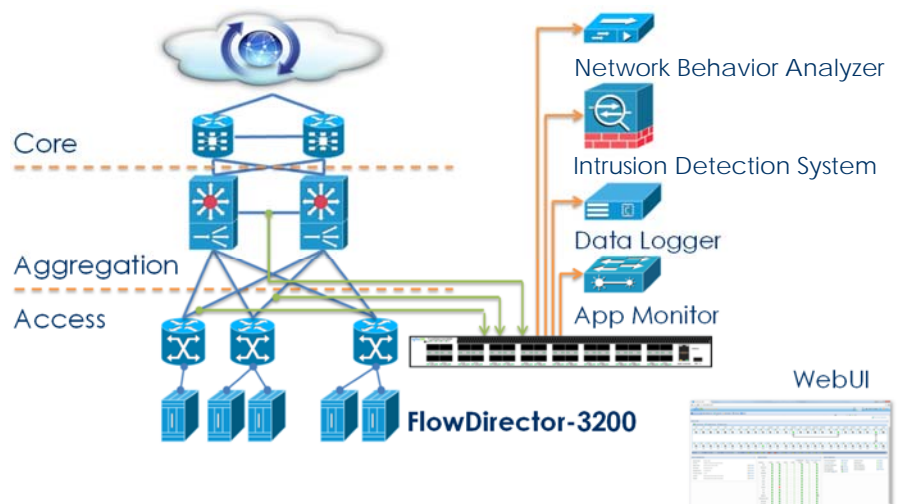 Core
Aggregation
Access
Network Behavior Analyzer
Intrusion Detection System
Data Logger
App Monitor
FlowDirector-3200
WebUI